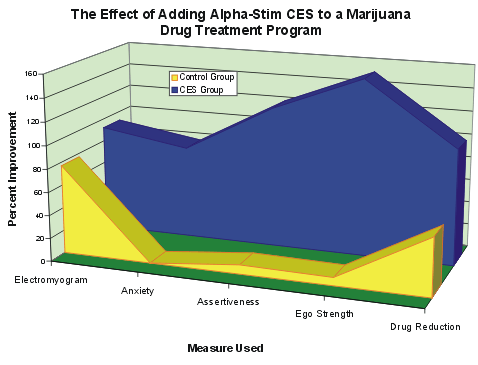 The Effect of Adding Alpha-Stim CES to a Marijuana
Drug Treatment Program
Control Group
CES Group
160
140
120
100
80
60
40
20
0
Percent Improvement
Electromyogram
Anxiety
Assertiveness
Ego Strength
Drug Reduction
Measure Used